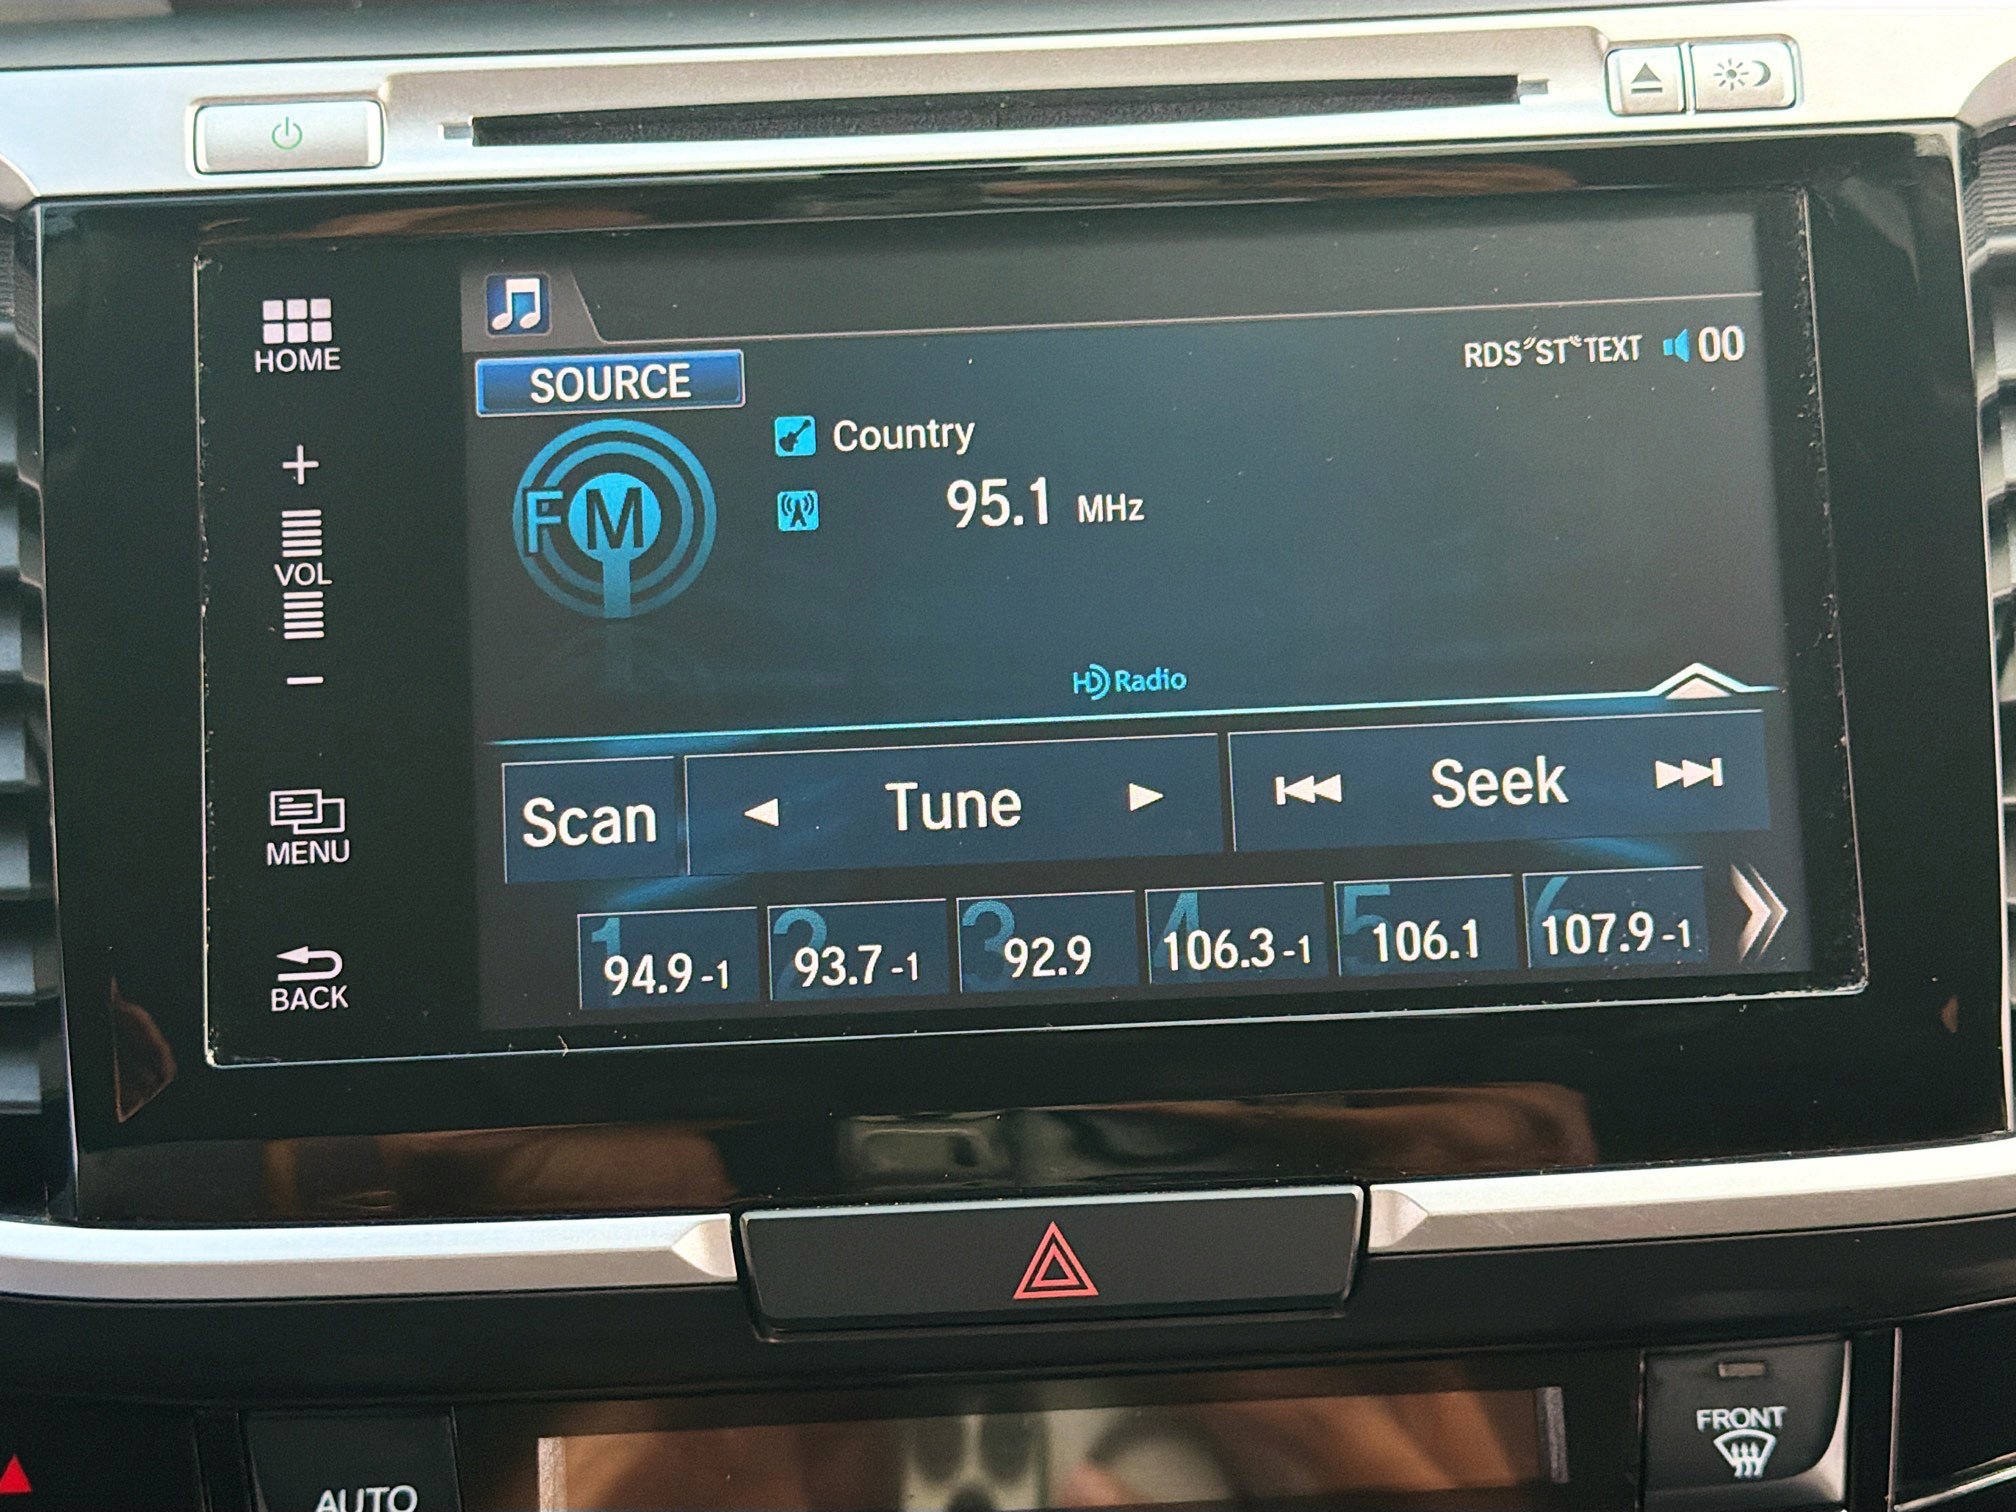 HOME
SOURCE
RDS ST TEXT 00
Country
FM
95.1 MHz
+
VOL
−
HD Radio
Scan
Tune
Seek
MENU
1 94.9-1
2 93.7-1
3 92.9
4 106.3-1
5 106.1
6 107.9-1
BACK
FRONT
AUTO